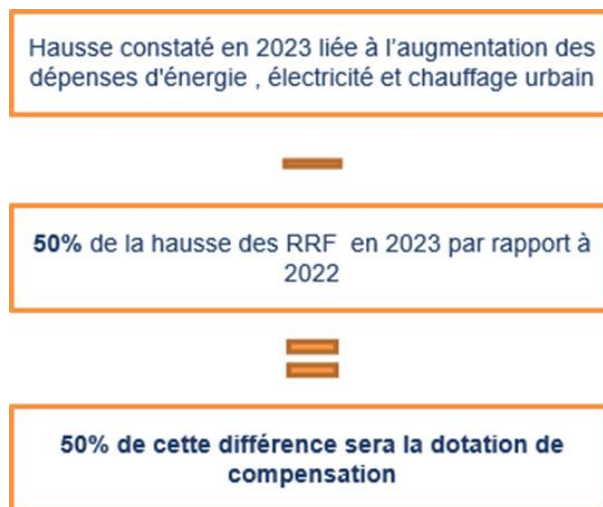 Hausse constaté en 2023 liée à l'augmentation des
dépenses d'énergie , électricité et chauffage urbain
50% de la hausse des RRF en 2023 par rapport à
2022
50% de cette différence sera la dotation de
compensation